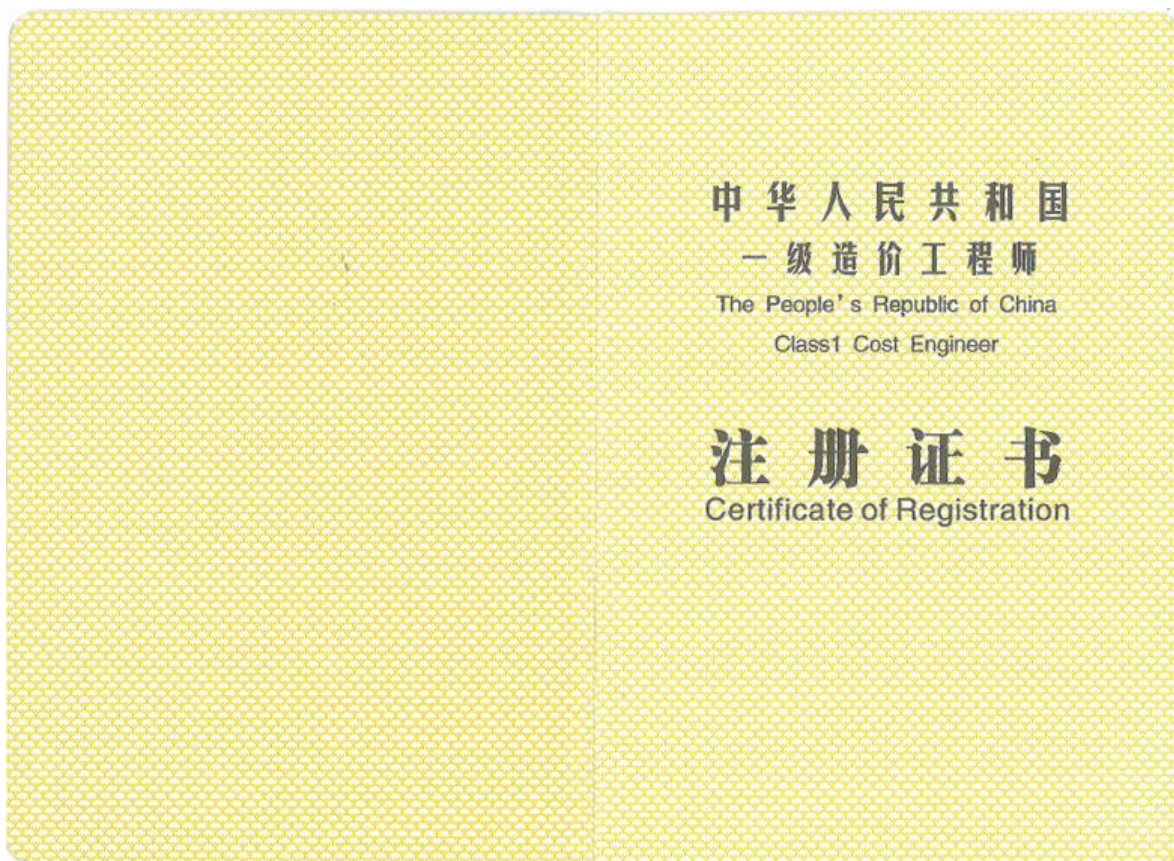 中华人民共和国
一级造价工程师
The People's Republic of China
Class1 Cost Engineer
注册证书
Certificate of Registration